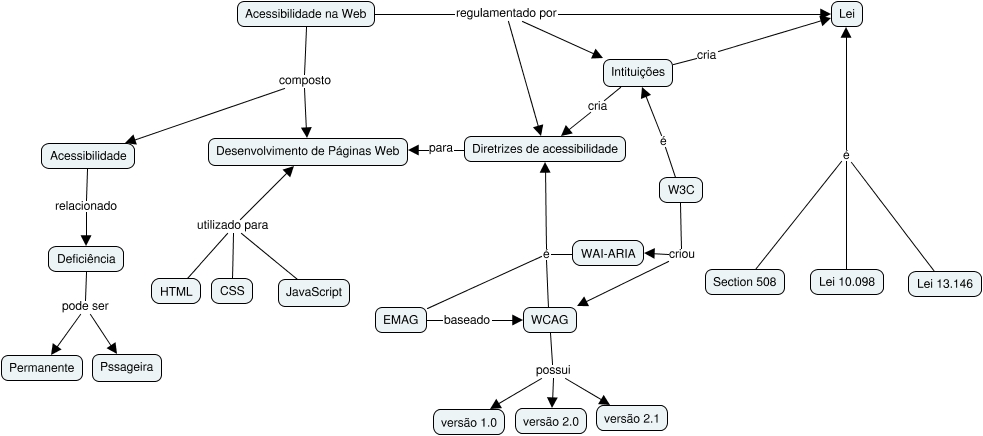 Acessibilidade na Web
regulamentado por
Lei
cria
Intituições
composto
cria
é
é
Acessibilidade
Desenvolvimento de Páginas Web
para
Diretrizes de acessibilidade
W3C
relacionado
utilizado para
Deficiência
é
WAI-ARIA
criou
HTML
CSS
JavaScript
Section 508
Lei 10.098
Lei 13.146
pode ser
EMAG
baseado
WCAG
Permanente
Pssageira
possui
versão 1.0
versão 2.0
versão 2.1